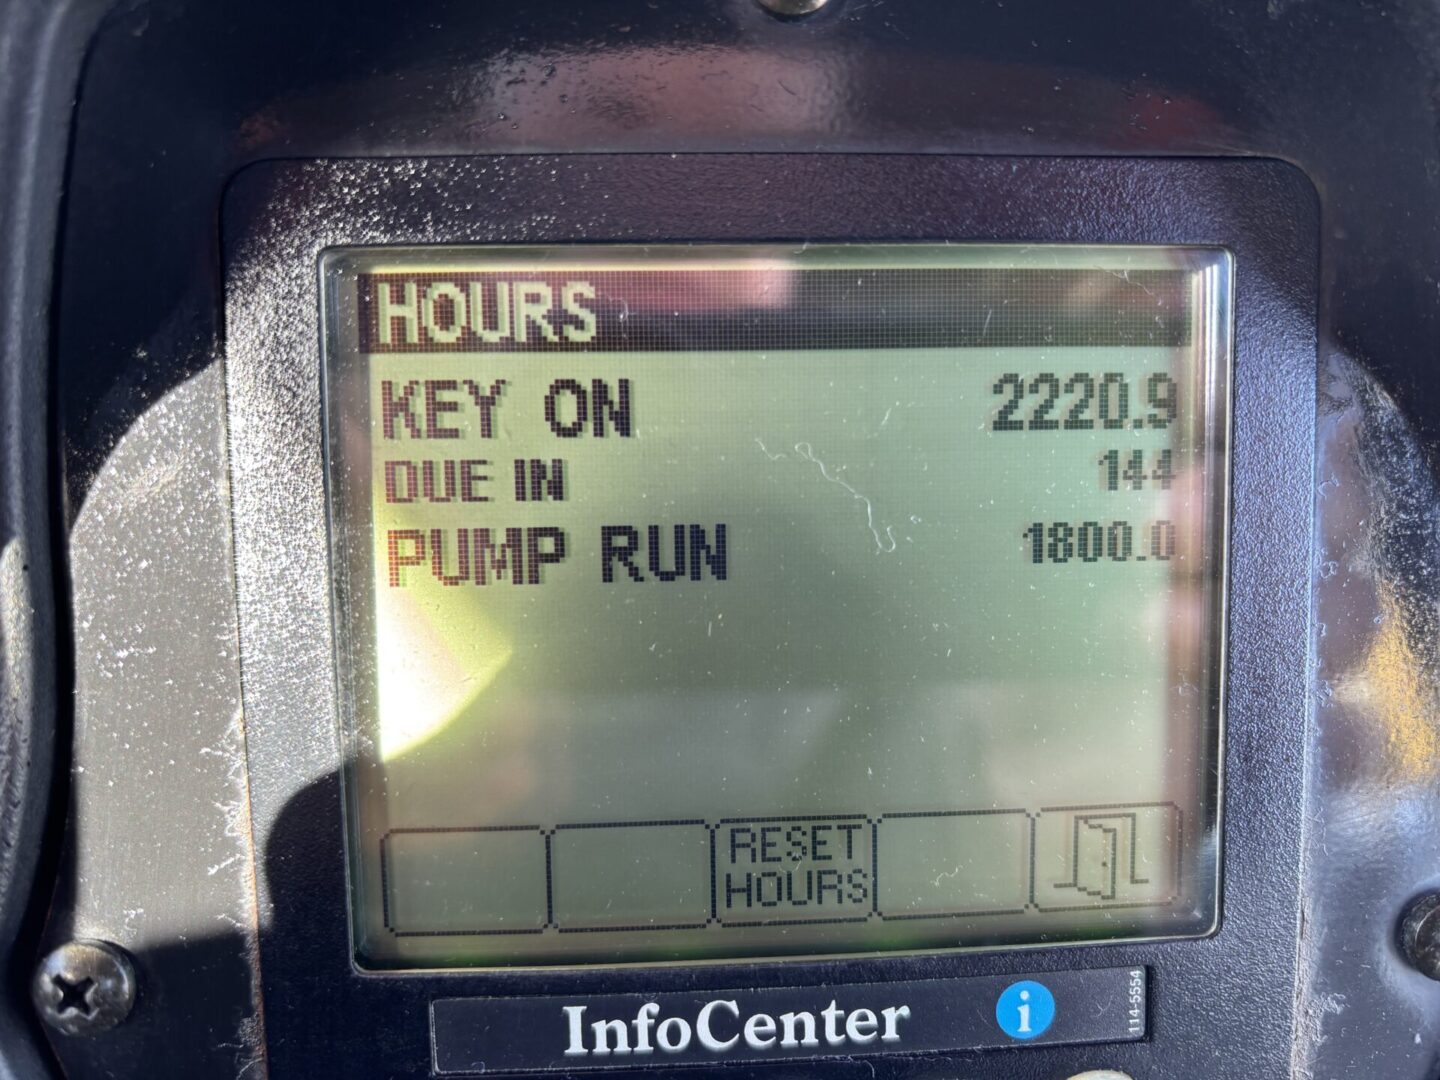 HOURS
KEY ON 2220.9
DUE IN 144
PUMP RUN 1800.0
RESET
HOURS
InfoCenter i
114-5554